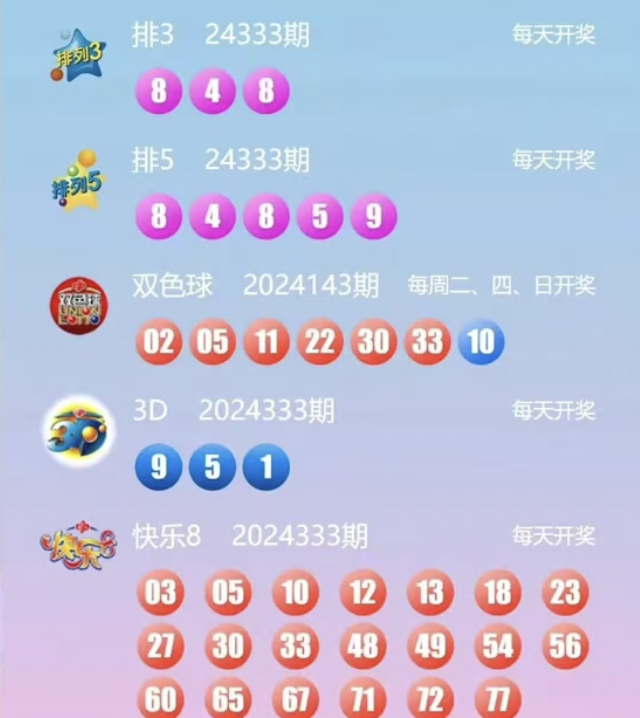 排列3
排3 24333期 每天开奖
8 4 8
排列5
排5 24333期 每天开奖
8 4 8 5 9
双色球
UNION
LOTTO
双色球 2024143期 每周二、四、日开奖
02 05 11 22 30 33 10
3D
3D 2024333期 每天开奖
9 5 1
快乐8
快乐8 2024333期 每天开奖
03 05 10 12 13 18 23
27 30 33 48 49 54 56
60 65 67 71 72 77